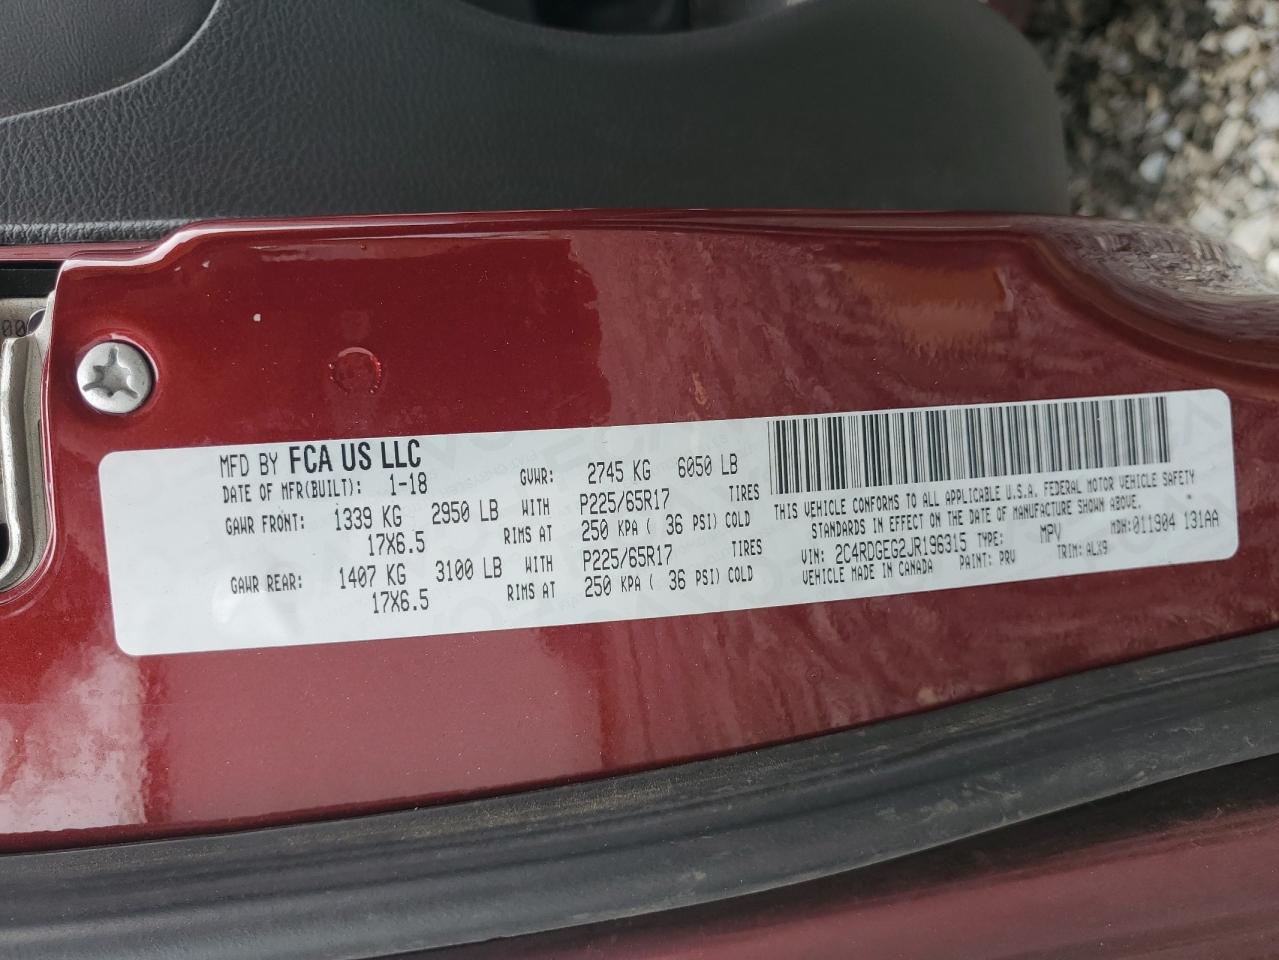 MFD BY FCA US LLC
DATE OF MFR(BUILT): 1-18 GVWR: 2745 KG 6050 LB
GAWR FRONT: 1339 KG 2950 LB WITH P225/65R17 TIRES
17X6.5 RIMS AT 250 KPA ( 36 PSI) COLD
GAWR REAR: 1407 KG 3100 LB WITH P225/65R17 TIRES
17X6.5 RIMS AT 250 KPA ( 36 PSI) COLD
THIS VEHICLE CONFORMS TO ALL APPLICABLE U.S.A. FEDERAL MOTOR VEHICLE SAFETY
STANDARDS IN EFFECT ON THE DATE OF MANUFACTURE SHOWN ABOVE.
VIN: 2C4RDGEG2JR196315 TYPE: MPV MDH: 011904 131AA
VEHICLE MADE IN CANADA PAINT: PRV TRIM: ALX9